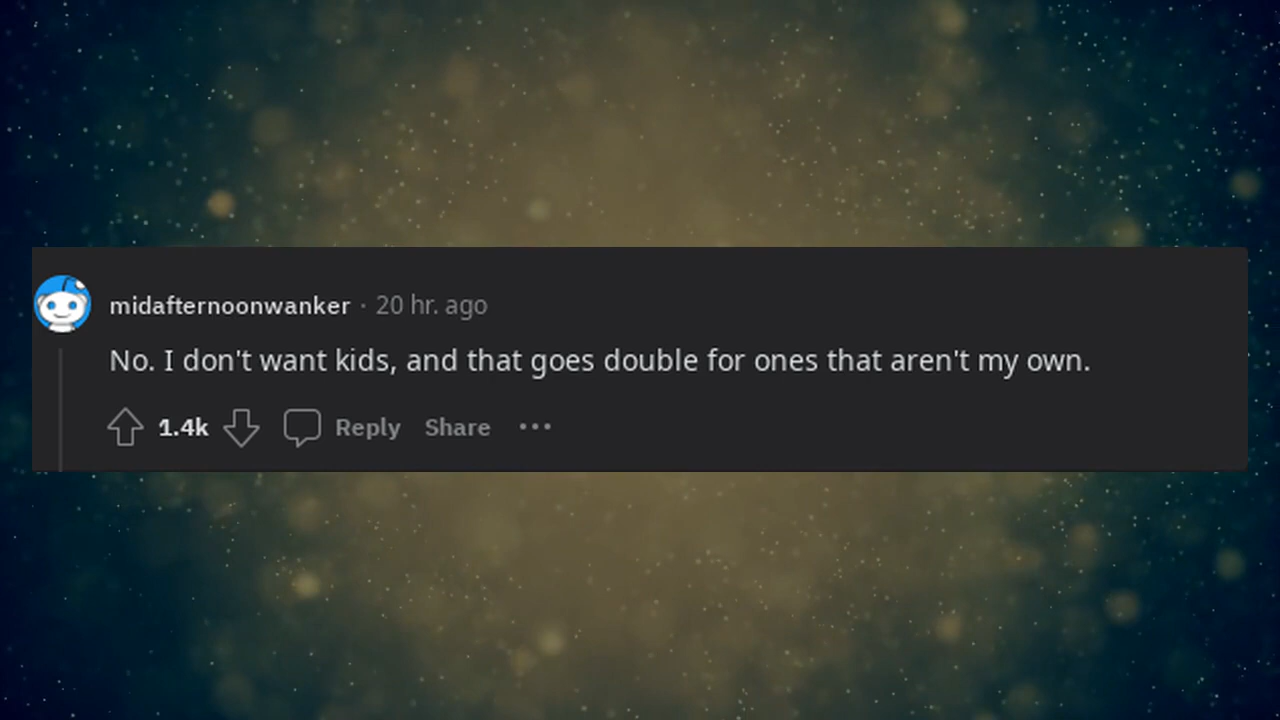 midafternoonwanker · 20 hr. ago
No. I don't want kids, and that goes double for ones that aren't my own.
1.4k Reply Share ···